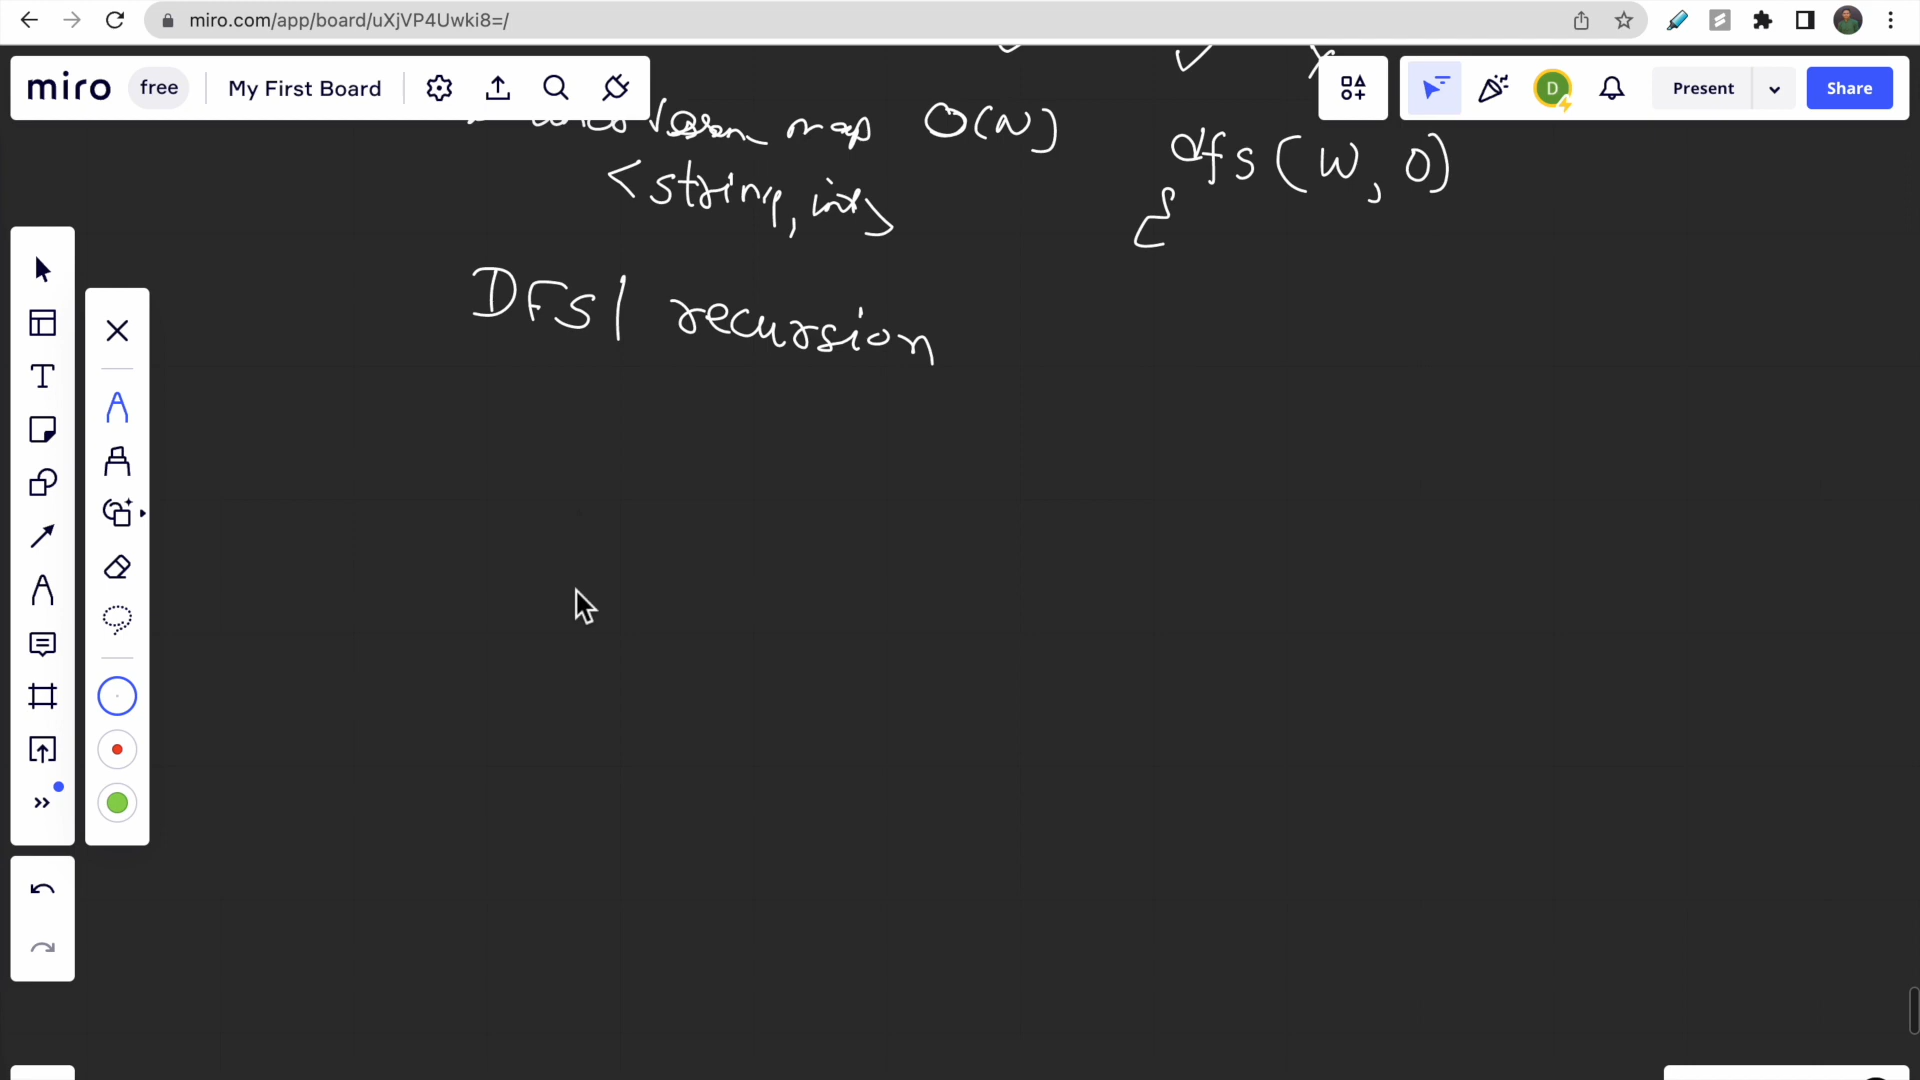 miro.com/app/board/uXjVP4Uwki8=/
miro free My First Board
D Present Share
map O(N)
<string, int>
dfs(W, 0)
{
DFS| recursion
T